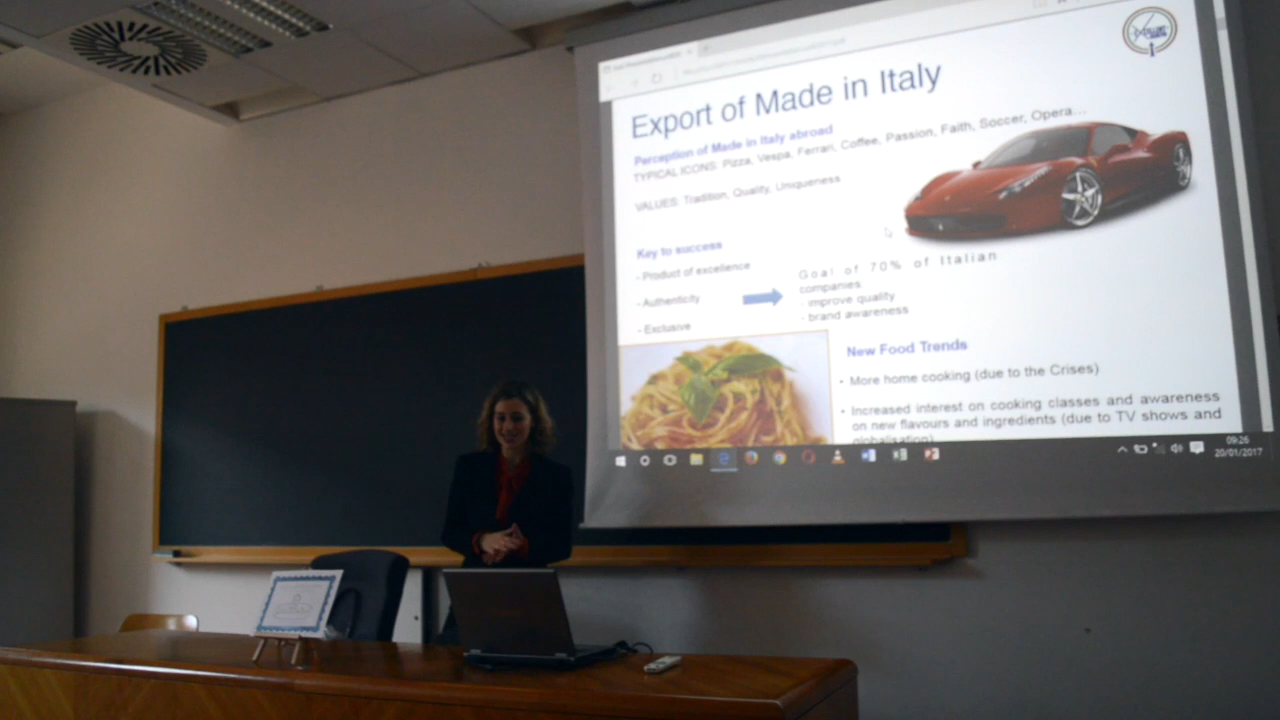 Export of Made in Italy
Perception of Made in Italy abroad
TYPICAL ICONS: Pizza, Vespa, Ferrari, Coffee, Passion, Faith, Soccer, Opera...
VALUES: Tradition, Quality, Uniqueness
Key to success
- Product of excellence
- Authenticity
- Exclusive
Goal of 70% of Italian
companies:
- improve quality
- brand awareness
New Food Trends
• More home cooking (due to the Crises)
• Increased interest on cooking classes and awareness
on new flavours and ingredients (due to TV shows and
globalisation)
09:26
20/01/2017